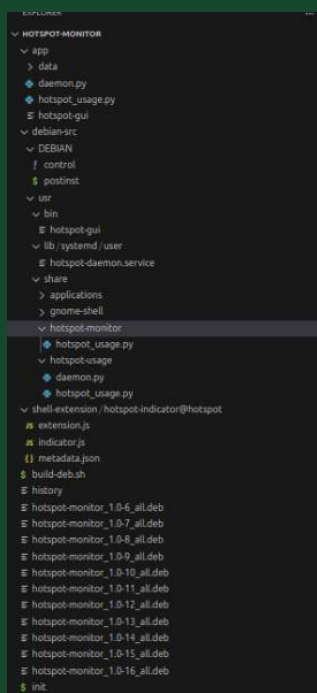 EXPLORER
HOTSPOT-MONITOR
app
data
daemon.py
hotspot_usage.py
hotspot-gui
debian-src
DEBIAN
control
postinst
usr
bin
hotspot-gui
lib/systemd/user
hotspot-daemon.service
share
applications
gnome-shell
hotspot-monitor
hotspot_usage.py
hotspot-usage
daemon.py
hotspot_usage.py
shell-extension/hotspot-indicator@hotspot
JS extension.js
JS indicator.js
{} metadata.json
$ build-deb.sh
history
hotspot-monitor_1.0-6_all.deb
hotspot-monitor_1.0-7_all.deb
hotspot-monitor_1.0-8_all.deb
hotspot-monitor_1.0-9_all.deb
hotspot-monitor_1.0-10_all.deb
hotspot-monitor_1.0-11_all.deb
hotspot-monitor_1.0-12_all.deb
hotspot-monitor_1.0-13_all.deb
hotspot-monitor_1.0-14_all.deb
hotspot-monitor_1.0-15_all.deb
hotspot-monitor_1.0-16_all.deb
$ init